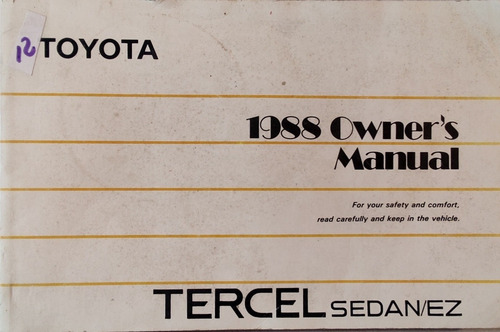 12 TOYOTA
1988 Owner's
Manual
For your safety and comfort,
read carefully and keep in the vehicle.
TERCEL SEDAN/EZ